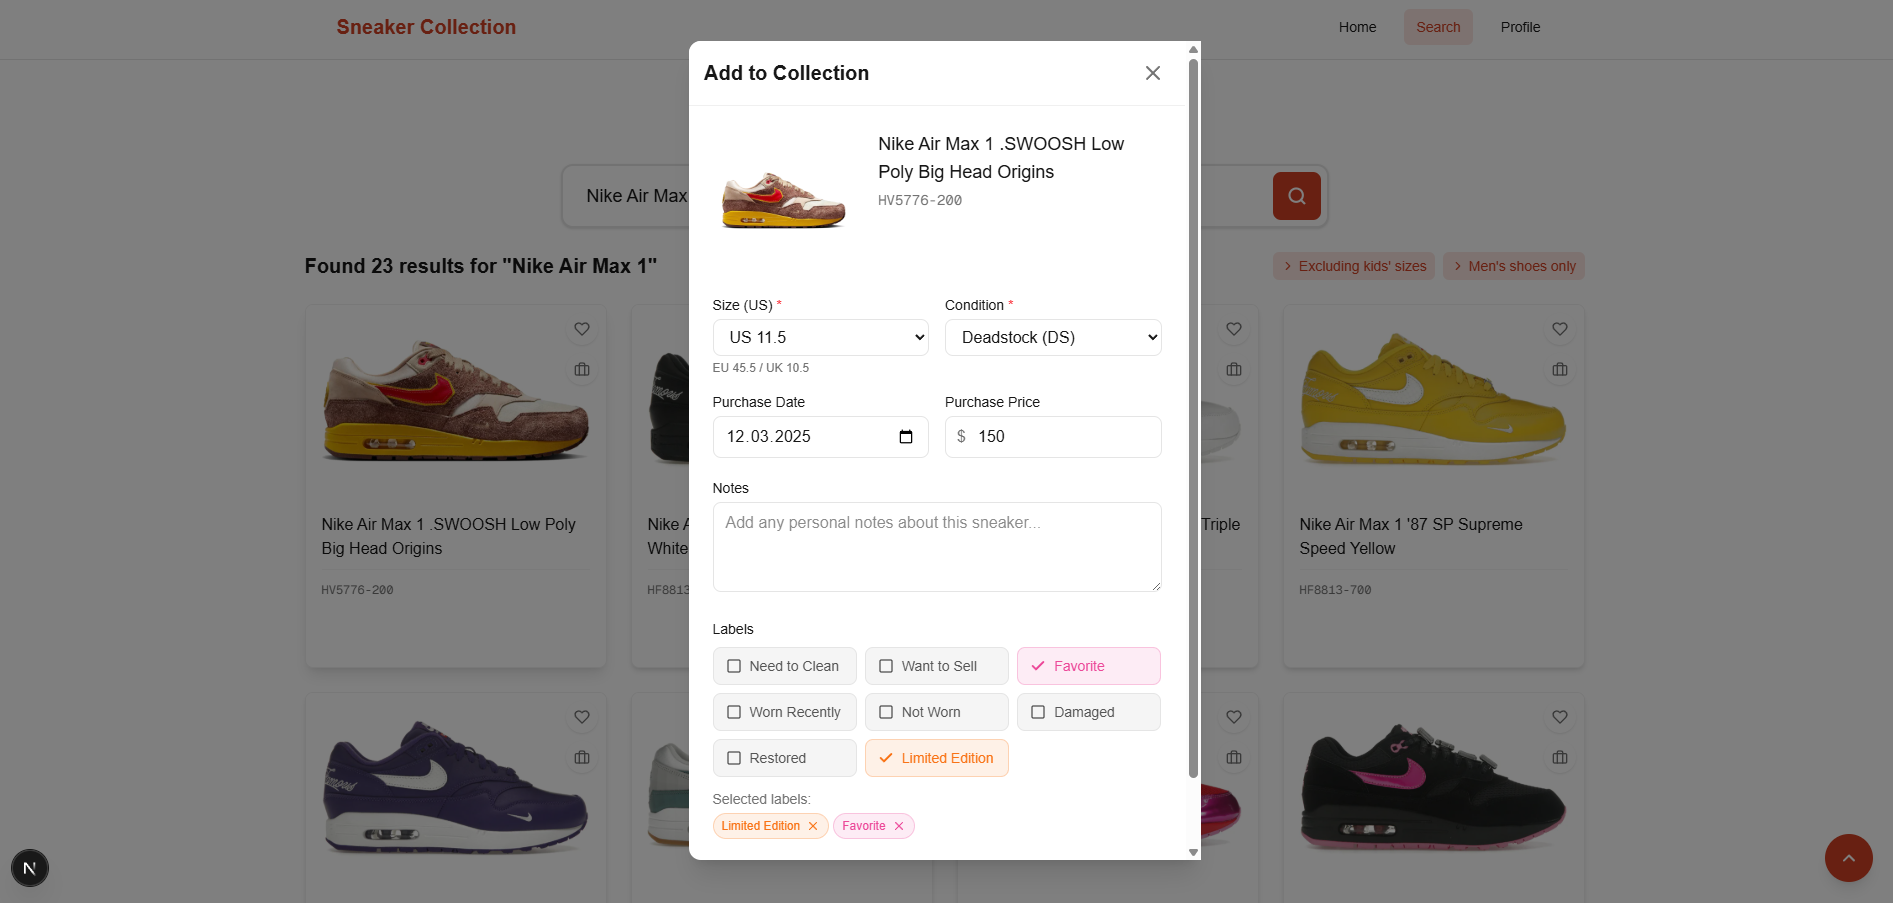 Sneaker Collection
Home
Search
Profile
Add to Collection
Nike Air Max 1 .SWOOSH Low
Poly Big Head Origins
HV5776-200
Nike Air Max
Found 23 results for "Nike Air Max 1"
Excluding kids' sizes
Men's shoes only
Size (US) *
US 11.5
EU 45.5 / UK 10.5
Condition *
Deadstock (DS)
Purchase Date
12.03.2025
Purchase Price
$ 150
Notes
Add any personal notes about this sneaker...
Labels
Need to Clean
Want to Sell
Favorite
Worn Recently
Not Worn
Damaged
Restored
Limited Edition
Selected labels:
Limited Edition
Favorite
Nike Air Max 1 .SWOOSH Low
Big Head Origins
HV5776-200
Nike A
White
HF8813
Triple
Nike Air Max 1 '87 SP Supreme
Speed Yellow
HF8813-700
N